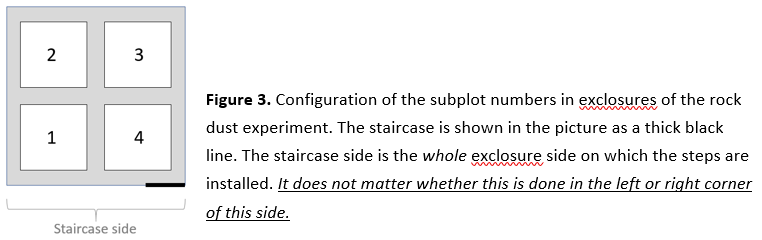 2 3
1 4
Staircase side
Figure 3. Configuration of the subplot numbers in exclosures of the rock
dust experiment. The staircase is shown in the picture as a thick black
line. The staircase side is the whole exclosure side on which the steps are
installed. It does not matter whether this is done in the left or right corner
of this side.